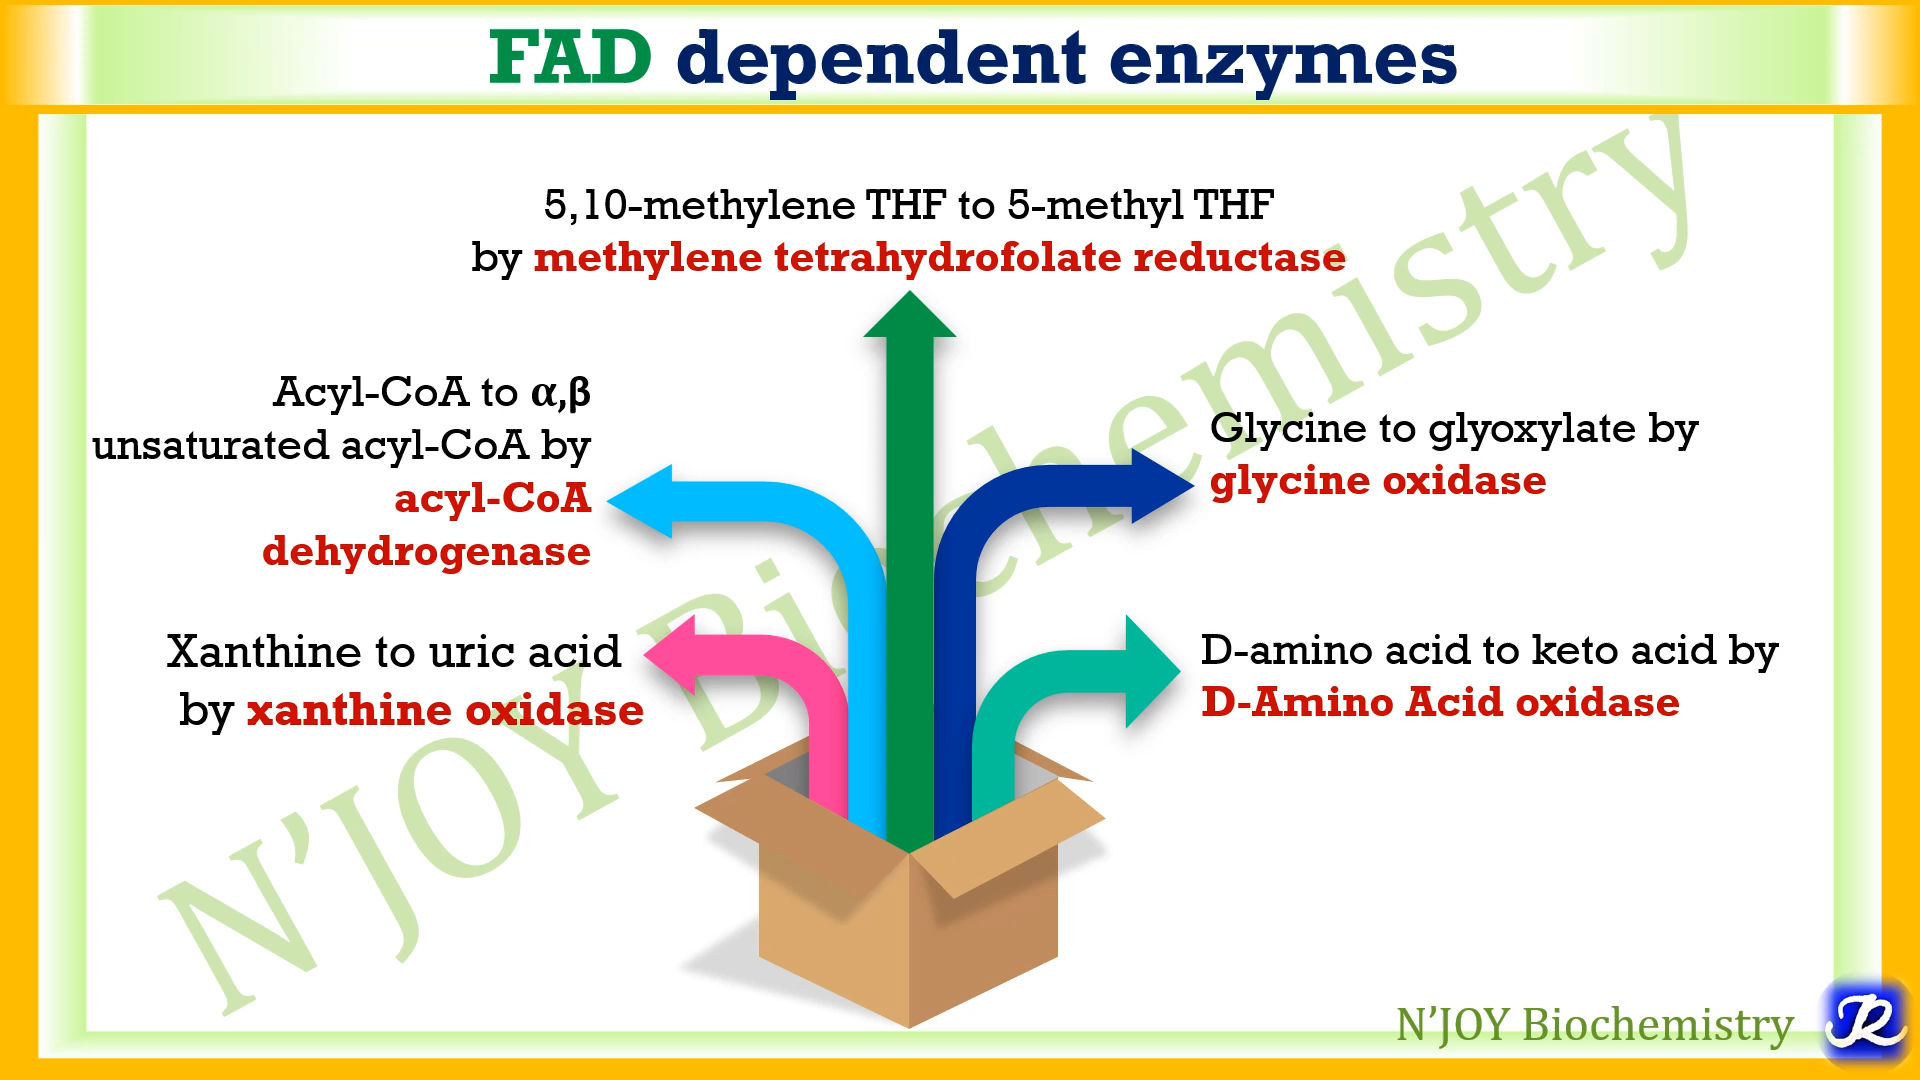 FAD dependent enzymes
5,10-methylene THF to 5-methyl THF
by methylene tetrahydrofolate reductase
Acyl-CoA to α,β
unsaturated acyl-CoA by
acyl-CoA
dehydrogenase
Glycine to glyoxylate by
glycine oxidase
Xanthine to uric acid
by xanthine oxidase
D-amino acid to keto acid by
D-Amino Acid oxidase
N’JOY Biochemistry
N’JOY Biochemistry
JR